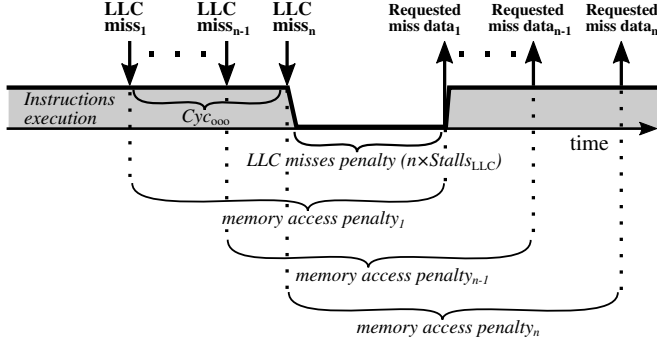 LLC LLC LLC Requested Requested Requested
miss₁ . . . missₙ₋₁ missₙ miss data₁ . . . miss dataₙ₋₁ miss dataₙ
Instructions
execution
Cycₒₒₒ
time
LLC misses penalty (n×Stalls_LLC)
memory access penalty₁
memory access penaltyₙ₋₁
memory access penaltyₙ